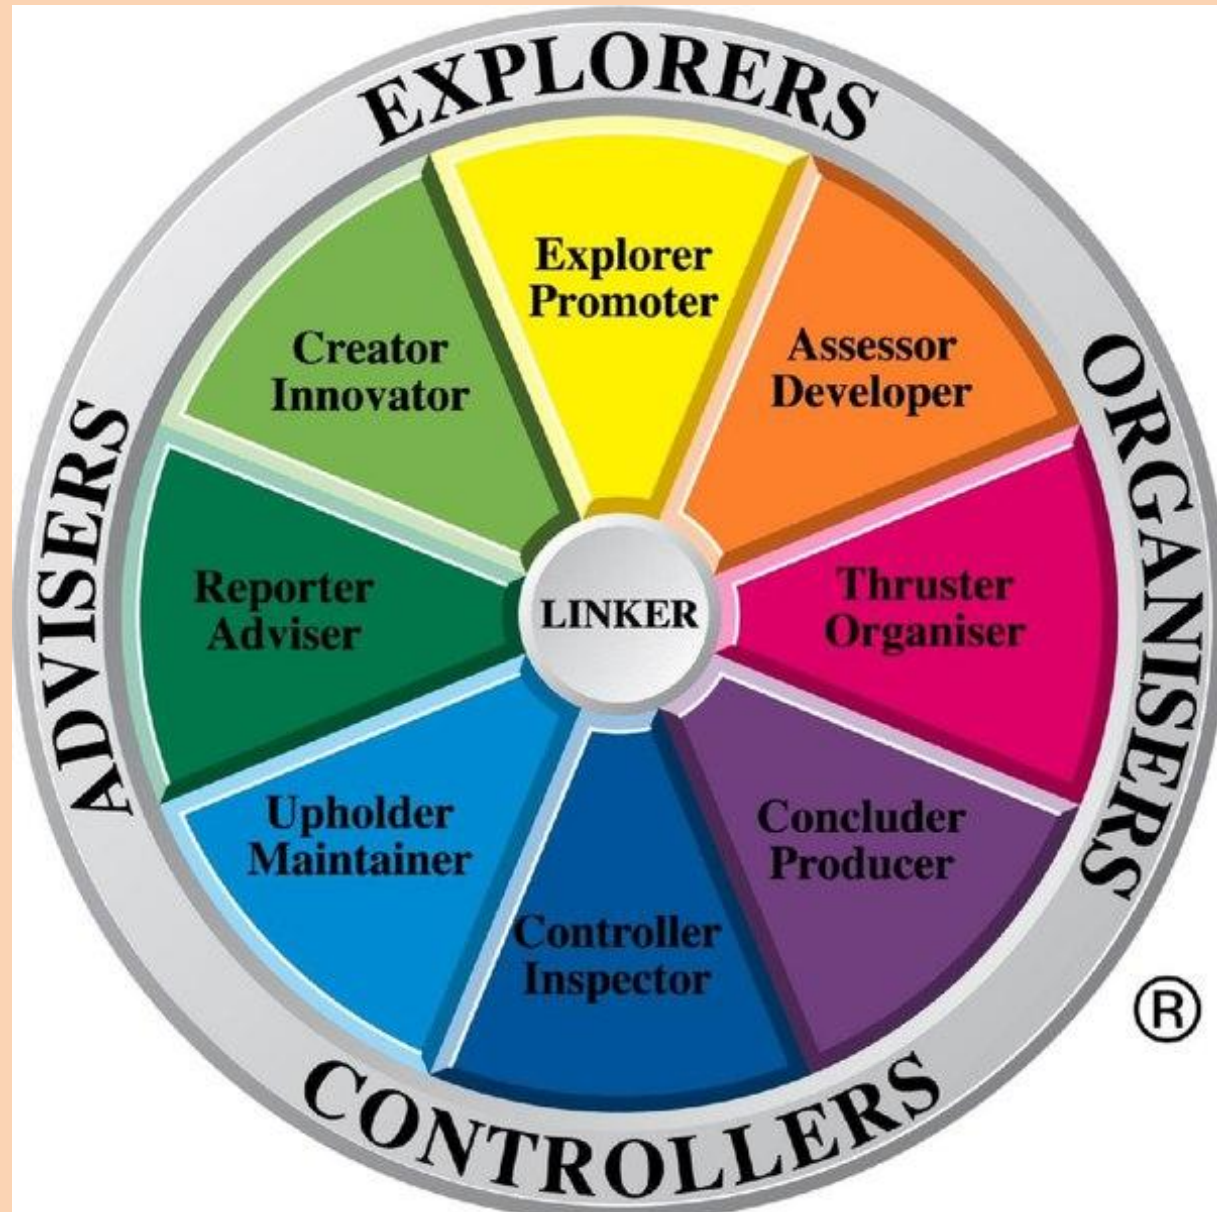 EXPLORERS
Explorer
Promoter
Assessor
Developer
ORGANISERS
Thruster
Organiser
Concluder
Producer
Controller
Inspector
CONTROLLERS
Upholder
Maintainer
Reporter
Adviser
ADVISERS
Creator
Innovator
LINKER
®